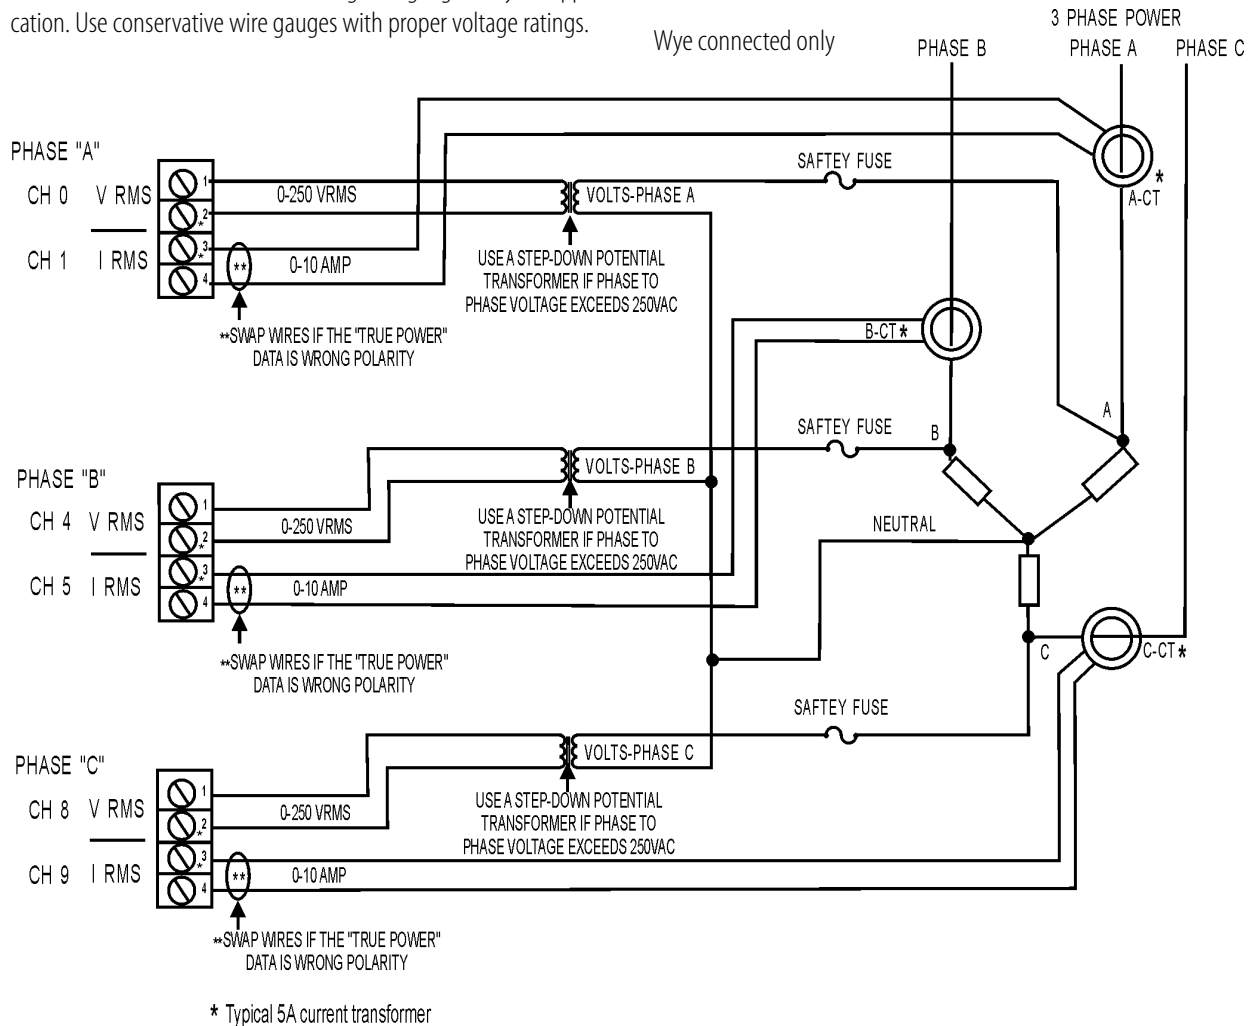 cation. Use conservative wire gauges with proper voltage ratings.
Wye connected only
3 PHASE POWER
PHASE B
PHASE A
PHASE C
PHASE "A"
CH 0 V RMS
CH 1 I RMS
1
2
*
3
*
4
0-250 VRMS
0-10 AMP
**
**SWAP WIRES IF THE "TRUE POWER"
DATA IS WRONG POLARITY
VOLTS-PHASE A
USE A STEP-DOWN POTENTIAL
TRANSFORMER IF PHASE TO
PHASE VOLTAGE EXCEEDS 250VAC
SAFTEY FUSE
*
A-CT
B-CT*
A
B
PHASE "B"
CH 4 V RMS
CH 5 I RMS
1
2
*
3
*
4
0-250 VRMS
0-10 AMP
**
**SWAP WIRES IF THE "TRUE POWER"
DATA IS WRONG POLARITY
VOLTS-PHASE B
USE A STEP-DOWN POTENTIAL
TRANSFORMER IF PHASE TO
PHASE VOLTAGE EXCEEDS 250VAC
SAFTEY FUSE
NEUTRAL
C
C-CT*
PHASE "C"
CH 8 V RMS
CH 9 I RMS
1
2
*
3
*
4
0-250 VRMS
0-10 AMP
**
**SWAP WIRES IF THE "TRUE POWER"
DATA IS WRONG POLARITY
VOLTS-PHASE C
USE A STEP-DOWN POTENTIAL
TRANSFORMER IF PHASE TO
PHASE VOLTAGE EXCEEDS 250VAC
SAFTEY FUSE
* Typical 5A current transformer